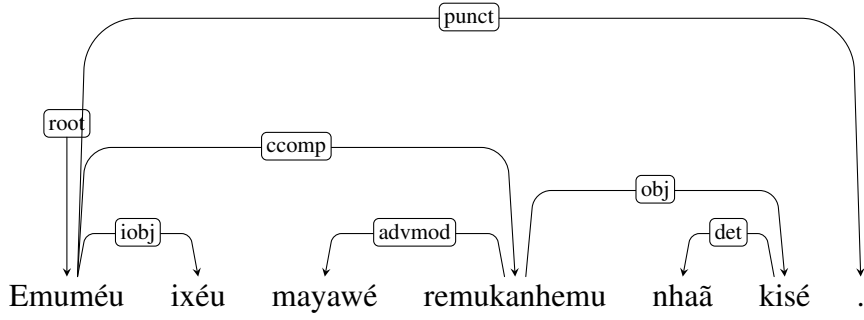 punct
root
ccomp
obj
iobj advmod det
Emuméu ixéu mayawé remukanhemu nhaã kisé .